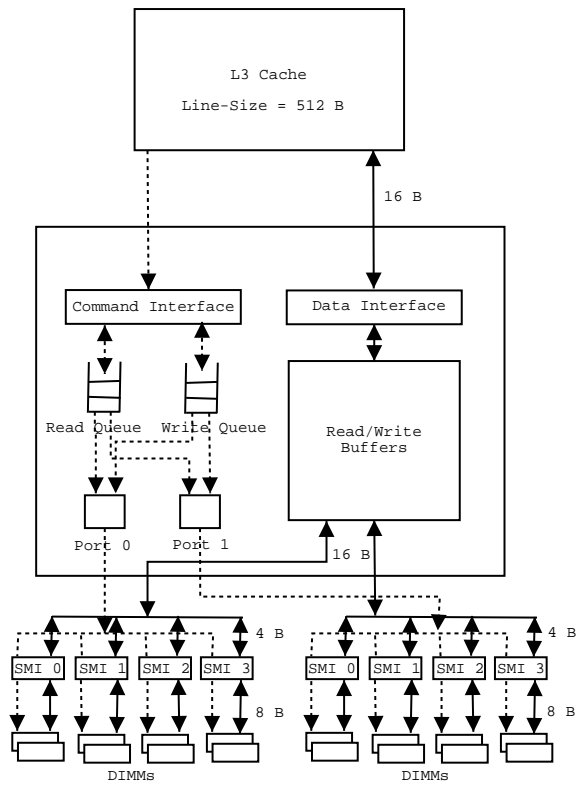 L3 Cache
Line-Size = 512 B
16 B
Command Interface
Data Interface
Read Queue
Write Queue
Read/Write
Buffers
Port 0
Port 1
16 B
4 B
4 B
SMI 0
SMI 1
SMI 2
SMI 3
SMI 0
SMI 1
SMI 2
SMI 3
8 B
8 B
DIMMs
DIMMs